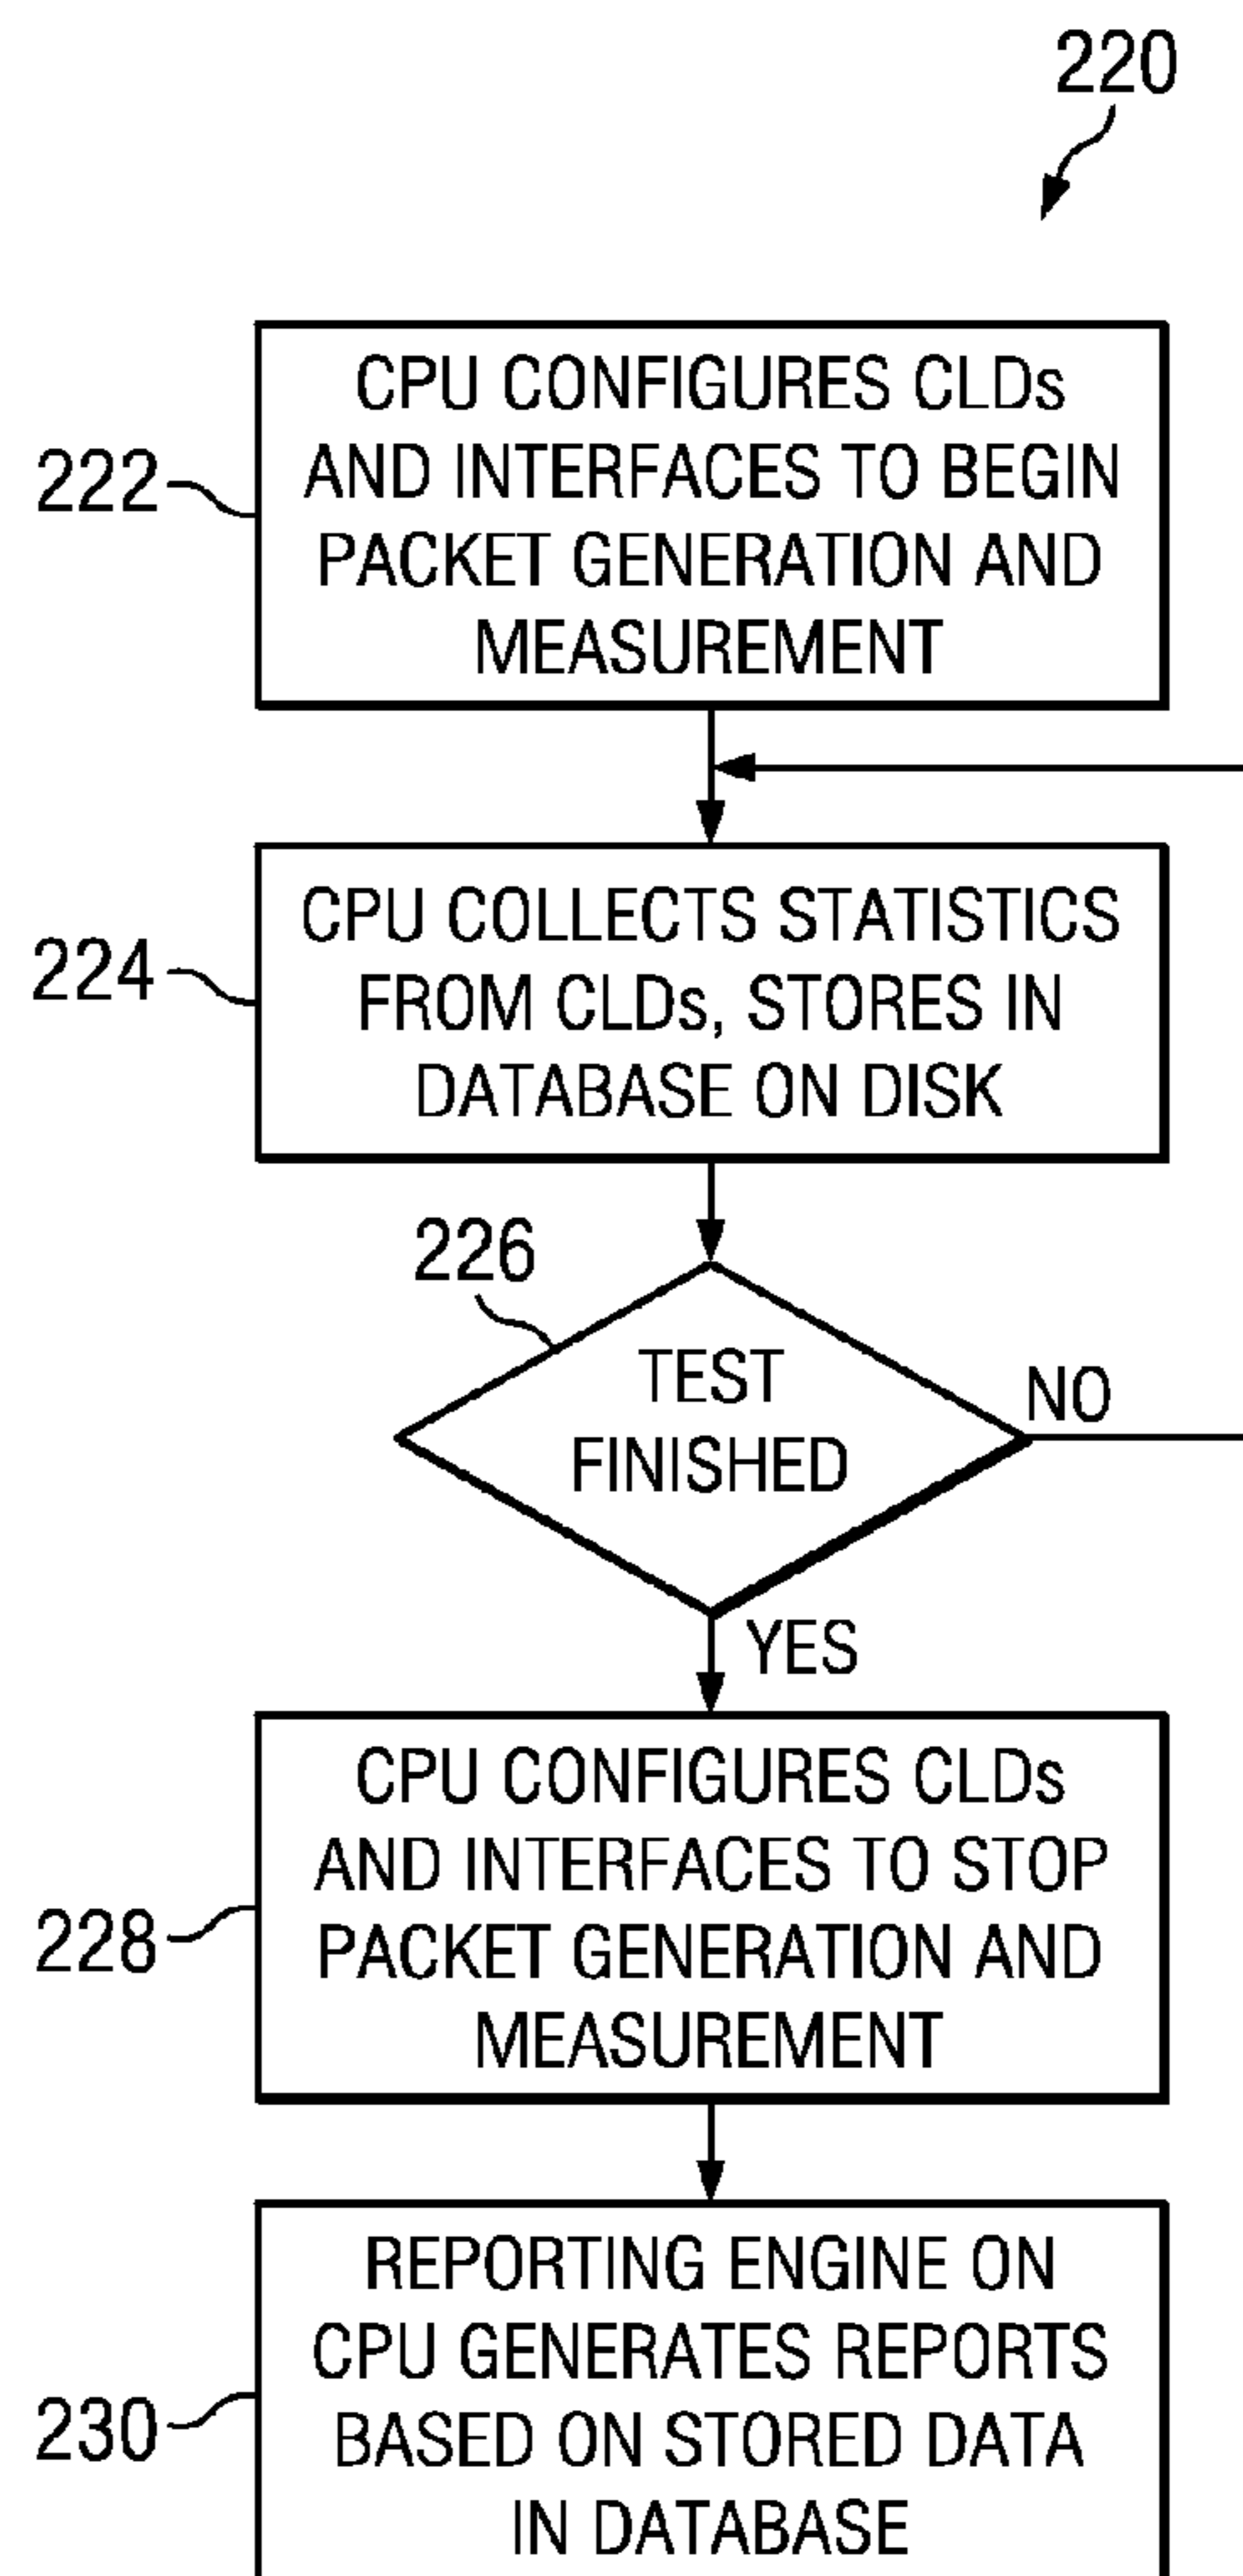 220
222
CPU CONFIGURES CLDs
AND INTERFACES TO BEGIN
PACKET GENERATION AND
MEASUREMENT
224
CPU COLLECTS STATISTICS
FROM CLDs, STORES IN
DATABASE ON DISK
226
TEST
FINISHED
NO
YES
228
CPU CONFIGURES CLDs
AND INTERFACES TO STOP
PACKET GENERATION AND
MEASUREMENT
230
REPORTING ENGINE ON
CPU GENERATES REPORTS
BASED ON STORED DATA
IN DATABASE